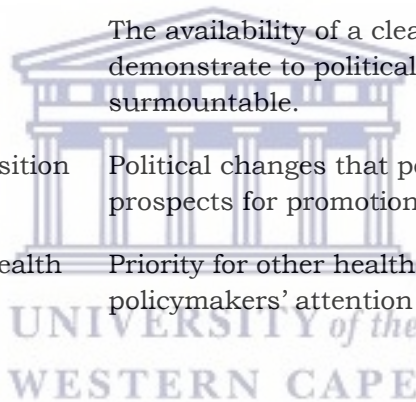 The availability of a clea
demonstrate to political
surmountable.
sition Political changes that po
prospects for promotion
ealth Priority for other health
policymakers' attention
UNIVERSITY of the
WESTERN CAPE